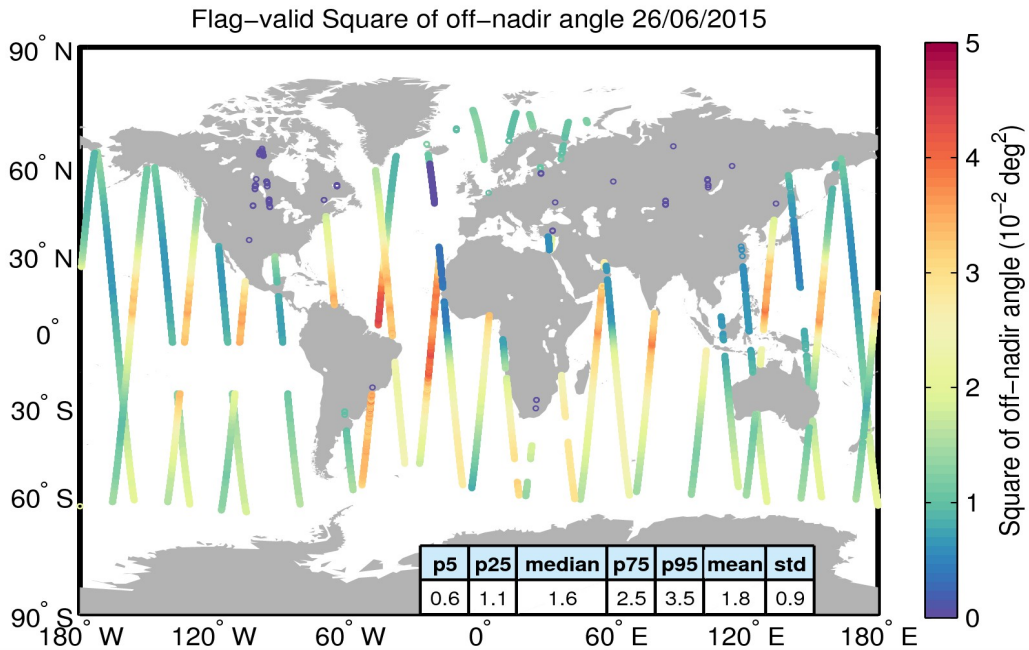 Flag−valid Square of off−nadir angle 26/06/2015
90° N
60° N
30° N
0°
30° S
60° S
90° S
180° W
120° W
60° W
0°
60° E
120° E
180° E
p5 p25 median p75 p95 mean std
0.6 1.1 1.6 2.5 3.5 1.8 0.9
5
4
3
2
1
0
Square of off−nadir angle (10⁻² deg²)